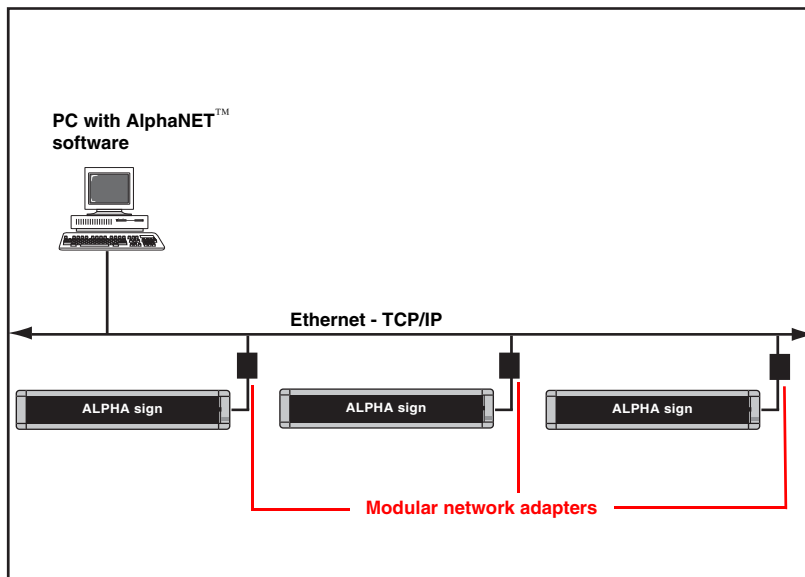 PC with AlphaNET™
software
Ethernet - TCP/IP
ALPHA sign
ALPHA sign
ALPHA sign
Modular network adapters